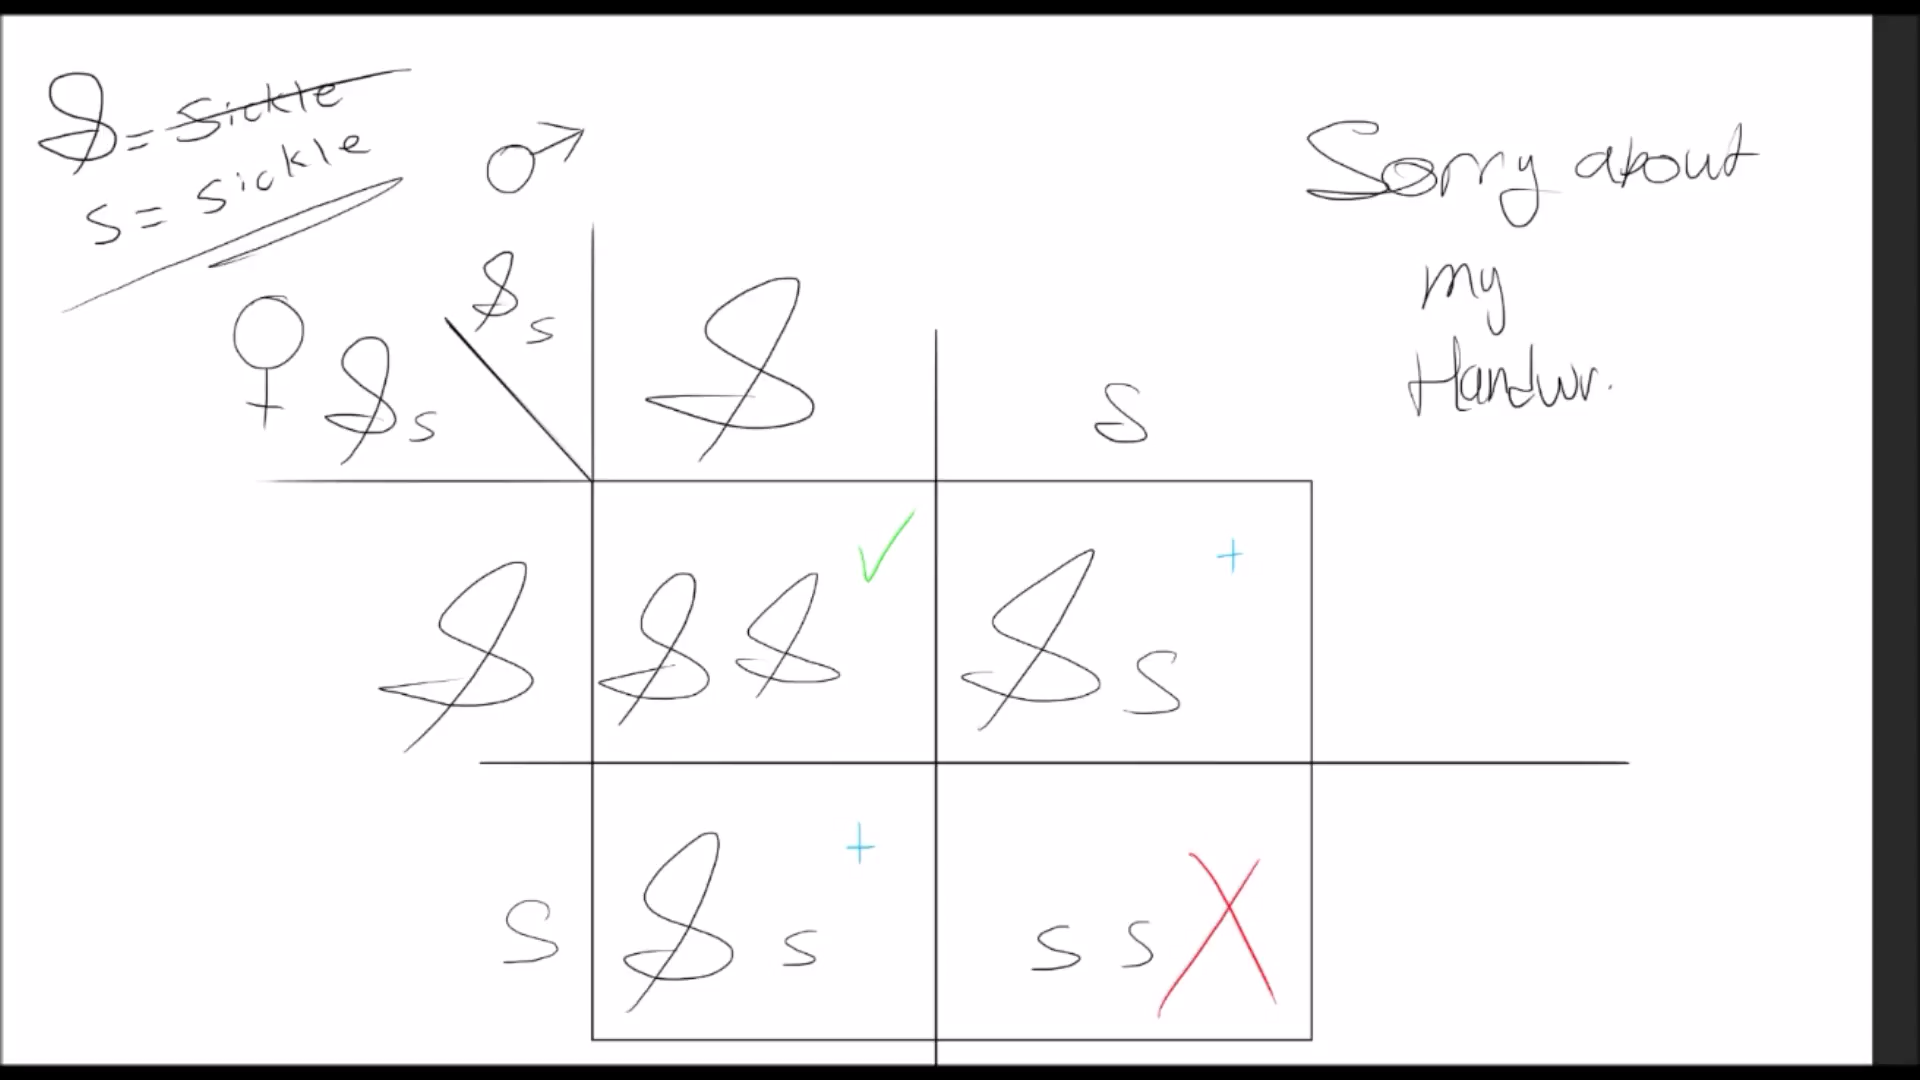 S = Sickle
s = sickle
♂
Ss
♀ Ss
S s
S SS ✓ Ss +
s Ss + ss X
Sorry about
my
Handwr.